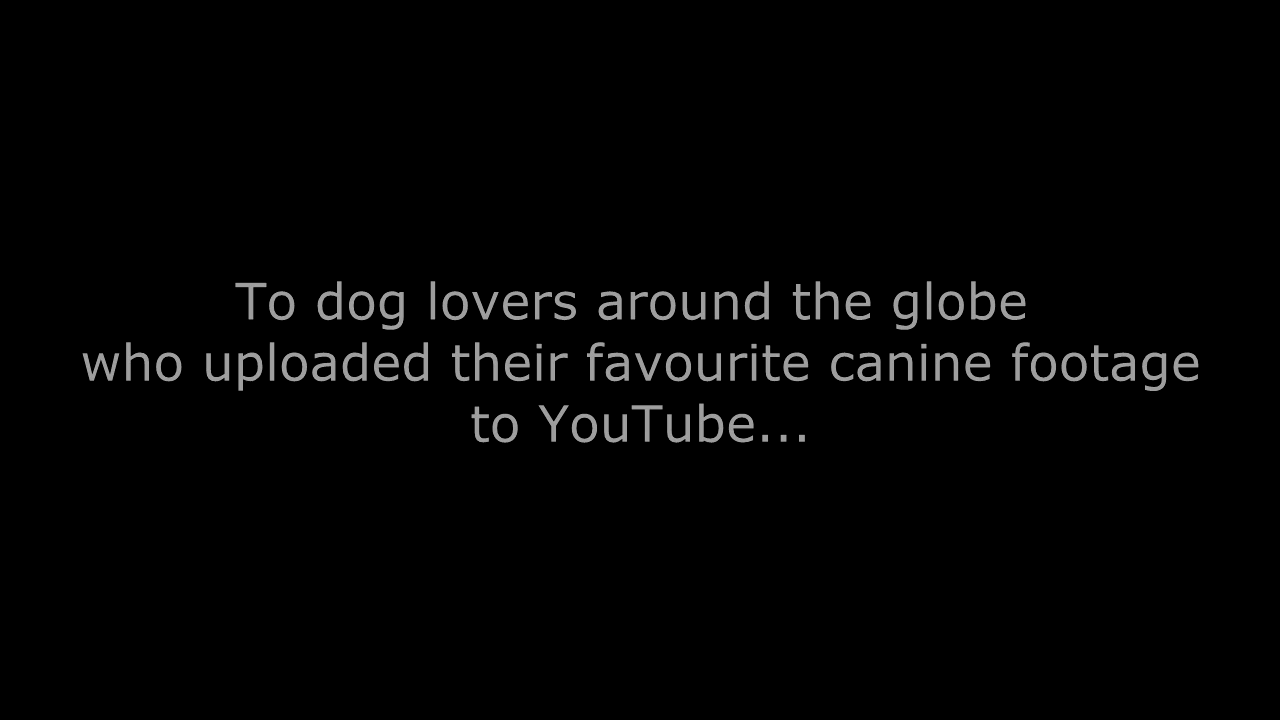 To dog lovers around the globe
who uploaded their favourite canine footage
to YouTube...